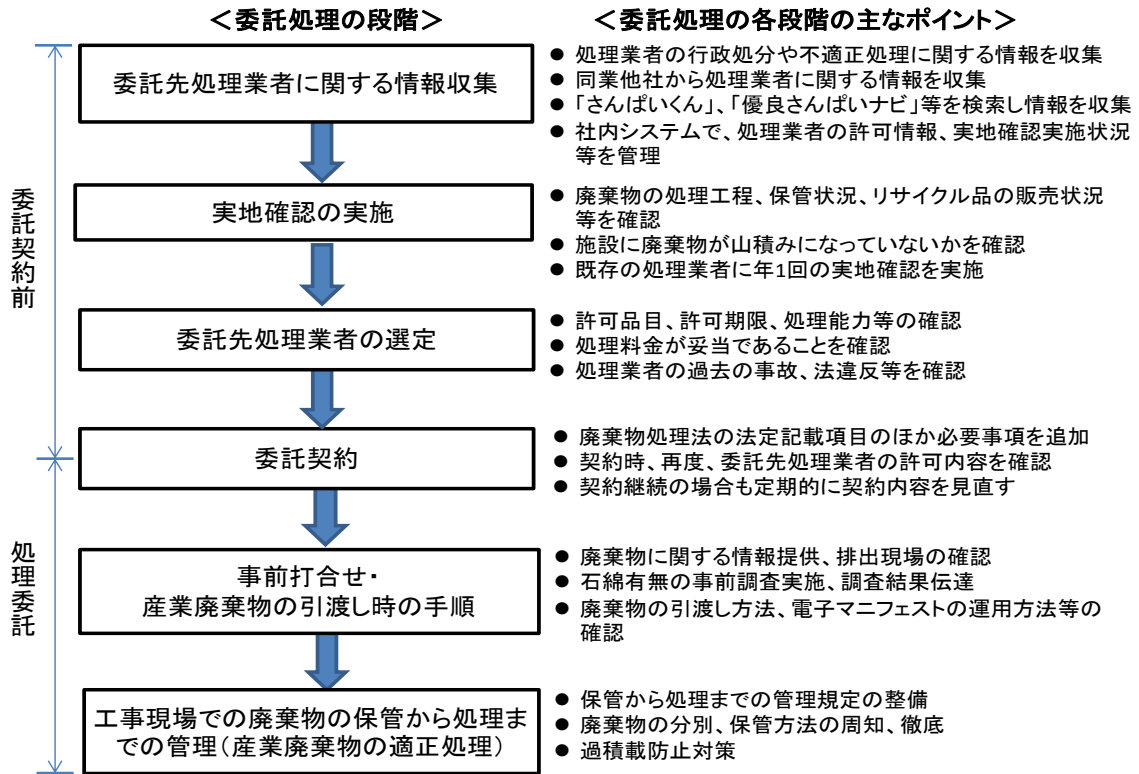 ＜委託処理の段階＞
＜委託処理の各段階の主なポイント＞
委託契約前
委託先処理業者に関する情報収集
● 処理業者の行政処分や不適正処理に関する情報を収集
● 同業他社から処理業者に関する情報を収集
● 「さんぱいくん」、「優良さんぱいナビ」等を検索し情報を収集
● 社内システムで、処理業者の許可情報、実地確認実施状況
等を管理
実地確認の実施
● 廃棄物の処理工程、保管状況、リサイクル品の販売状況
等を確認
● 施設に廃棄物が山積みになっていないかを確認
● 既存の処理業者に年1回の実地確認を実施
委託先処理業者の選定
● 許可品目、許可期限、処理能力等の確認
● 処理料金が妥当であることを確認
● 処理業者の過去の事故、法違反等を確認
処理委託
委託契約
● 廃棄物処理法の法定記載項目のほか必要事項を追加
● 契約時、再度、委託先処理業者の許可内容を確認
● 契約継続の場合も定期的に契約内容を見直す
事前打合せ・
産業廃棄物の引渡し時の手順
● 廃棄物に関する情報提供、排出現場の確認
● 石綿有無の事前調査実施、調査結果伝達
● 廃棄物の引渡し方法、電子マニフェストの運用方法等の
確認
工事現場での廃棄物の保管から処理ま
での管理（産業廃棄物の適正処理）
● 保管から処理までの管理規定の整備
● 廃棄物の分別、保管方法の周知、徹底
● 過積載防止対策